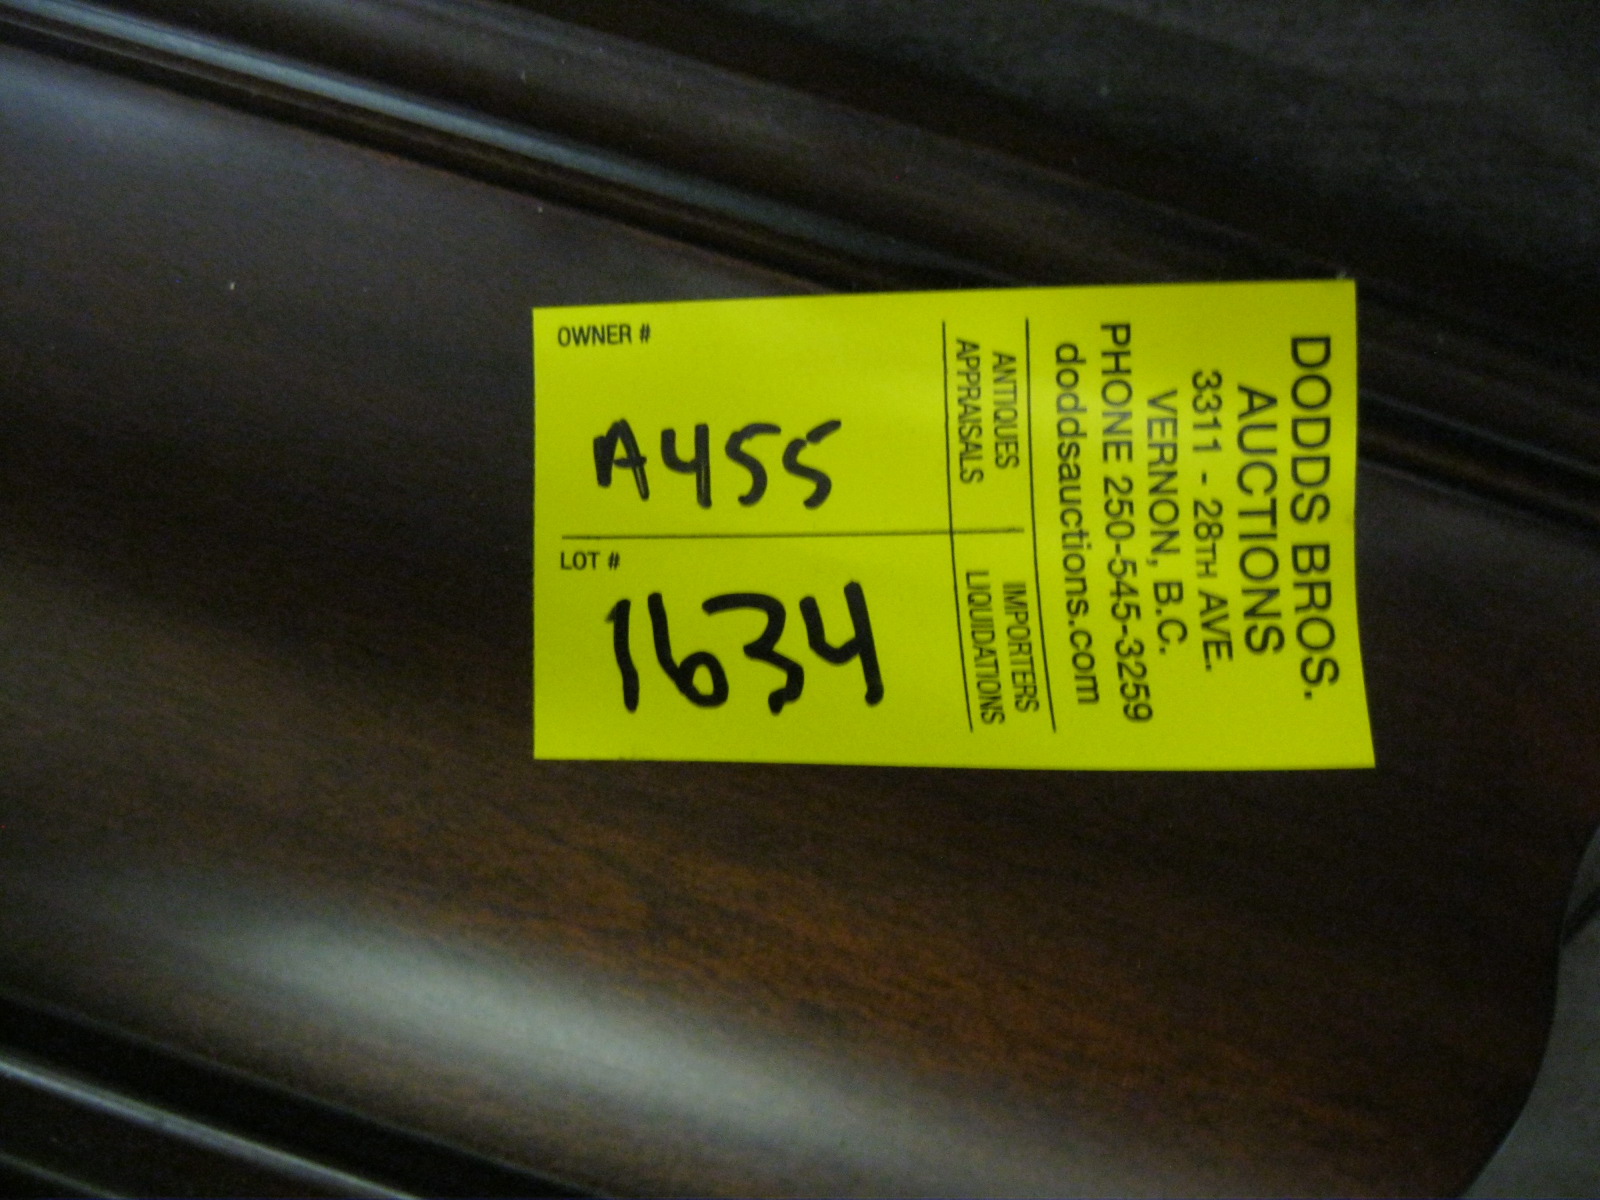 DODDS BROS.
AUCTIONS
3311 - 28TH AVE.
VERNON, B.C.
PHONE 250-545-3259
doddsauctions.com
ANTIQUES IMPORTERS
APPRAISALS LIQUIDATIONS
OWNER #
A455
LOT #
1634